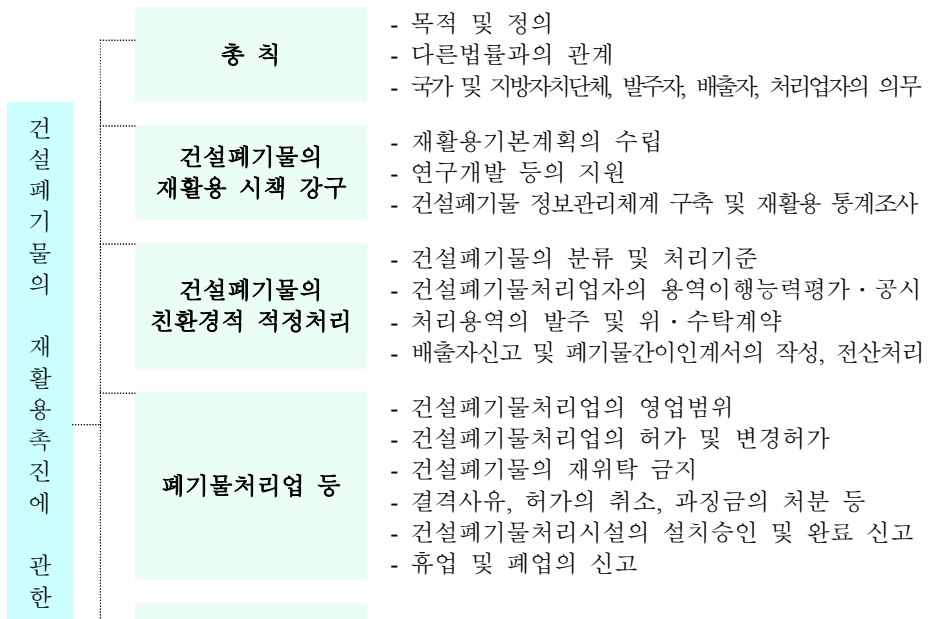 건설폐기물의 재활용촉진에 관한
총 칙
- 목적 및 정의
- 다른법률과의 관계
- 국가 및 지방자치단체, 발주자, 배출자, 처리업자의 의무
건설폐기물의
재활용 시책 강구
- 재활용기본계획의 수립
- 연구개발 등의 지원
- 건설폐기물 정보관리체계 구축 및 재활용 통계조사
건설폐기물의
친환경적 적정처리
- 건설폐기물의 분류 및 처리기준
- 건설폐기물처리업자의 용역이행능력평가·공시
- 처리용역의 발주 및 위·수탁계약
- 배출자신고 및 폐기물간이인계서의 작성, 전산처리
폐기물처리업 등
- 건설폐기물처리업의 영업범위
- 건설폐기물처리업의 허가 및 변경허가
- 건설폐기물의 재위탁 금지
- 결격사유, 허가의 취소, 과징금의 처분 등
- 건설폐기물처리시설의 설치승인 및 완료 신고
- 휴업 및 폐업의 신고